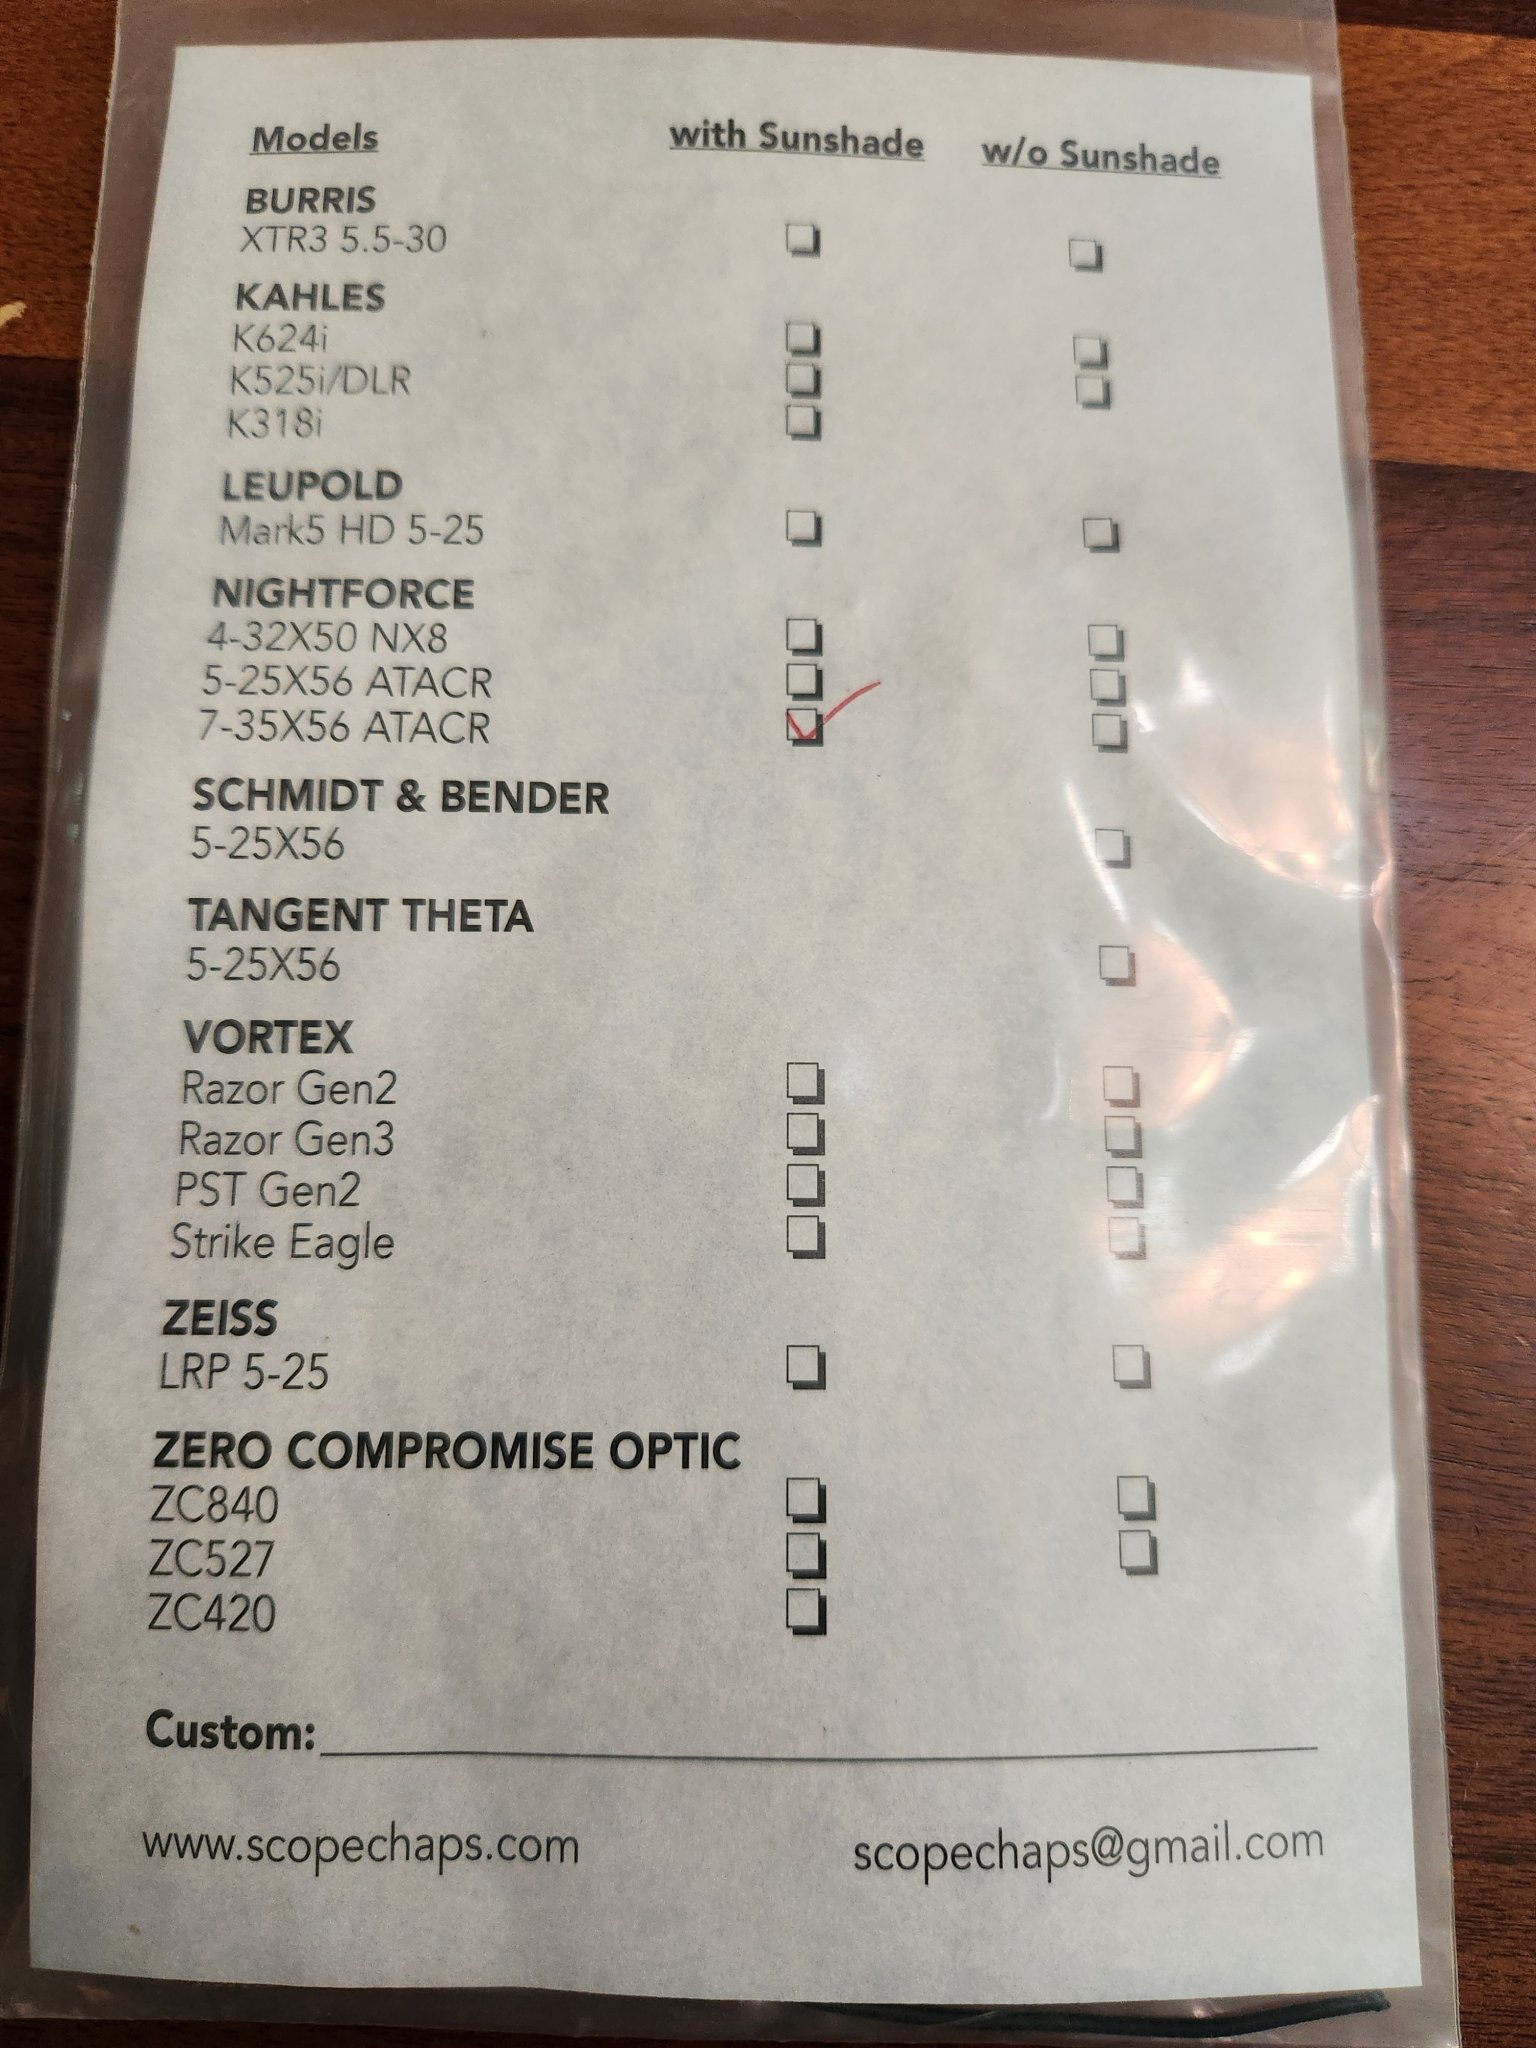 Models with Sunshade w/o Sunshade
BURRIS
XTR3 5.5-30 ❏ ❏
KAHLES
K624i ❏ ❏
K525i/DLR ❏ ❏
K318i ❏
LEUPOLD
Mark5 HD 5-25 ❏ ❏
NIGHTFORCE
4-32X50 NX8 ❏ ❏
5-25X56 ATACR ❏ ❏
7-35X56 ATACR ✓ ❏
SCHMIDT & BENDER
5-25X56 ❏
TANGENT THETA
5-25X56 ❏
VORTEX
Razor Gen2 ❏ ❏
Razor Gen3 ❏ ❏
PST Gen2 ❏ ❏
Strike Eagle ❏ ❏
ZEISS
LRP 5-25 ❏ ❏
ZERO COMPROMISE OPTIC
ZC840 ❏ ❏
ZC527 ❏ ❏
ZC420 ❏
Custom:
www.scopechaps.com scopechaps@gmail.com